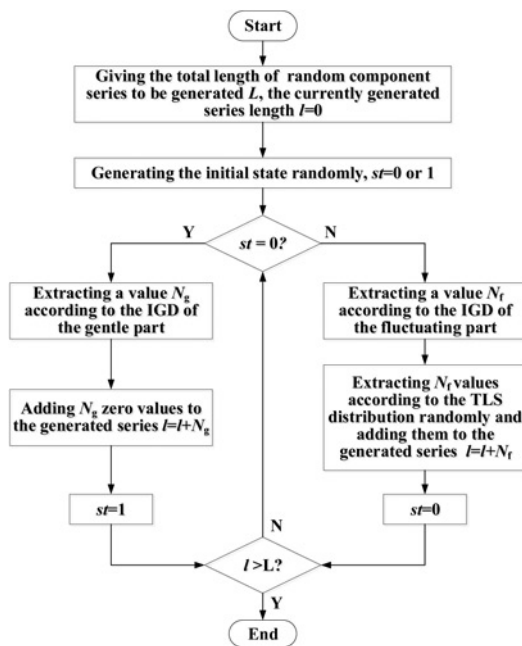 Start
Giving the total length of random component
series to be generated L, the currently generated
series length l=0
Generating the initial state randomly, st=0 or 1
Y
st = 0?
N
Extracting a value Ng
according to the IGD of
the gentle part
Extracting a value Nf
according to the IGD of
the fluctuating part
Adding Ng zero values to
the generated series l=l+Ng
Extracting Nf values
according to the TLS
distribution randomly and
adding them to the
generated series l=l+Nf
st=1
st=0
N
l >L?
Y
End